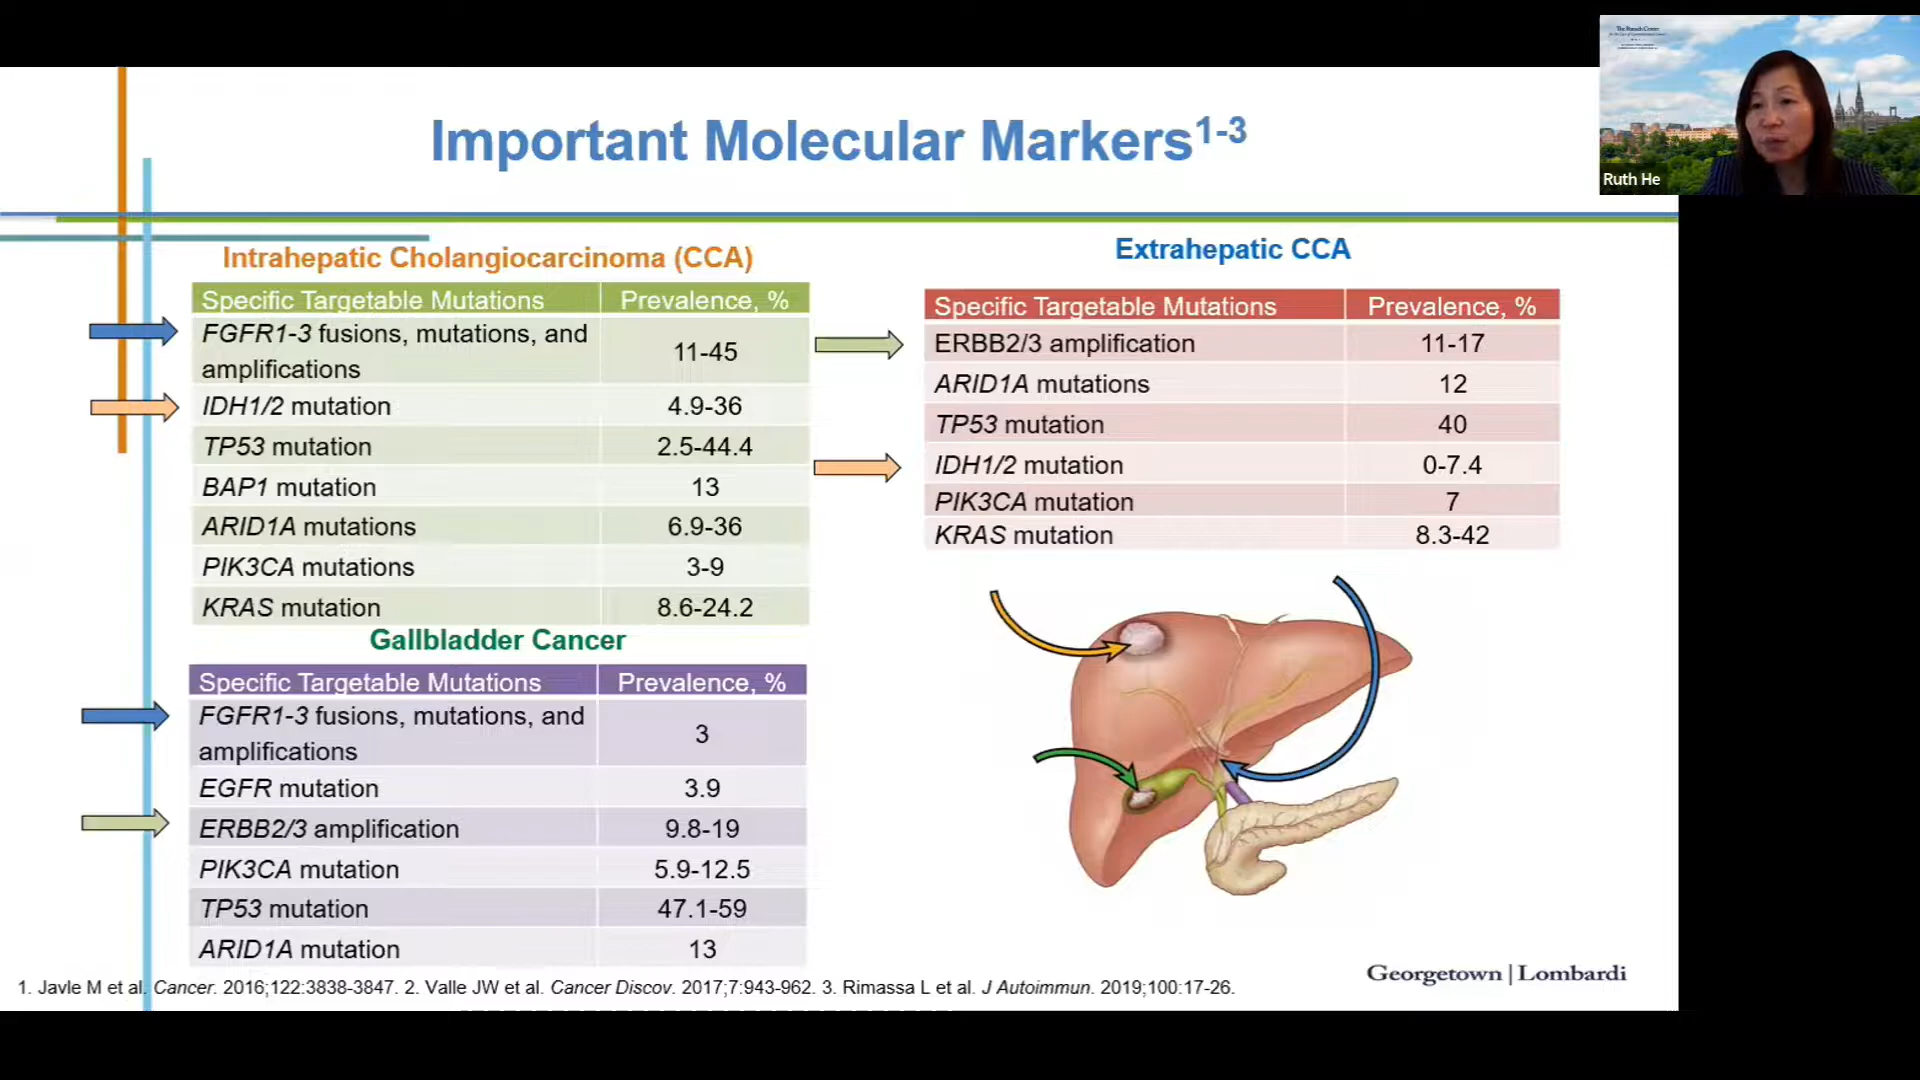 Important Molecular Markers1-3
Ruth He
Intrahepatic Cholangiocarcinoma (CCA)
Specific Targetable Mutations Prevalence, %
FGFR1-3 fusions, mutations, and
amplifications
11-45
IDH1/2 mutation 4.9-36
TP53 mutation 2.5-44.4
BAP1 mutation 13
ARID1A mutations 6.9-36
PIK3CA mutations 3-9
KRAS mutation 8.6-24.2
Gallbladder Cancer
Specific Targetable Mutations Prevalence, %
FGFR1-3 fusions, mutations, and
amplifications
3
EGFR mutation 3.9
ERBB2/3 amplification 9.8-19
PIK3CA mutation 5.9-12.5
TP53 mutation 47.1-59
ARID1A mutation 13
Extrahepatic CCA
Specific Targetable Mutations Prevalence, %
ERBB2/3 amplification 11-17
ARID1A mutations 12
TP53 mutation 40
IDH1/2 mutation 0-7.4
PIK3CA mutation 7
KRAS mutation 8.3-42
Georgetown | Lombardi
1. Javle M et al. Cancer. 2016;122:3838-3847. 2. Valle JW et al. Cancer Discov. 2017;7:943-962. 3. Rimassa L et al. J Autoimmun. 2019;100:17-26.